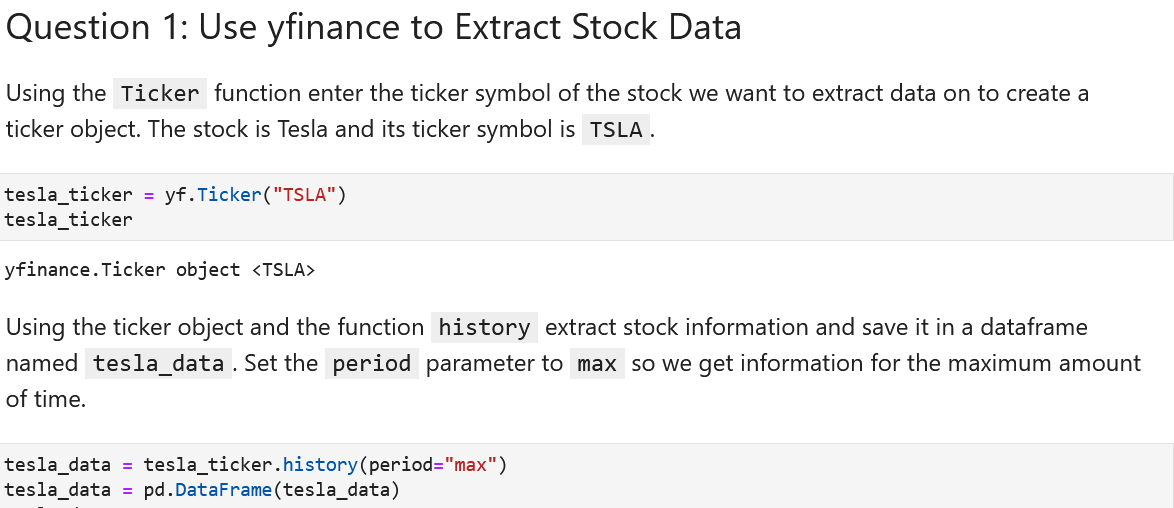 Question 1: Use yfinance to Extract Stock Data
Using the Ticker function enter the ticker symbol of the stock we want to extract data on to create a
ticker object. The stock is Tesla and its ticker symbol is TSLA .
tesla_ticker = yf.Ticker("TSLA")
tesla_ticker
yfinance.Ticker object <TSLA>
Using the ticker object and the function history extract stock information and save it in a dataframe
named tesla_data . Set the period parameter to max so we get information for the maximum amount
of time.
tesla_data = tesla_ticker.history(period="max")
tesla_data = pd.DataFrame(tesla_data)